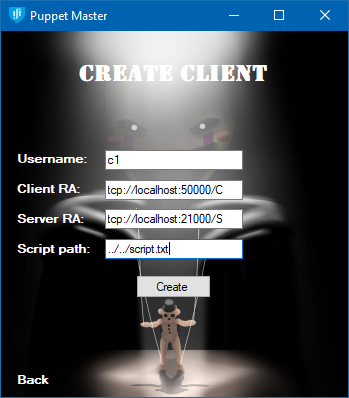 Puppet Master
CREATE CLIENT
Username: c1
Client RA: tcp://localhost:50000/C
Server RA: tcp://localhost:21000/S
Script path: ../../script.txt
Create
Back